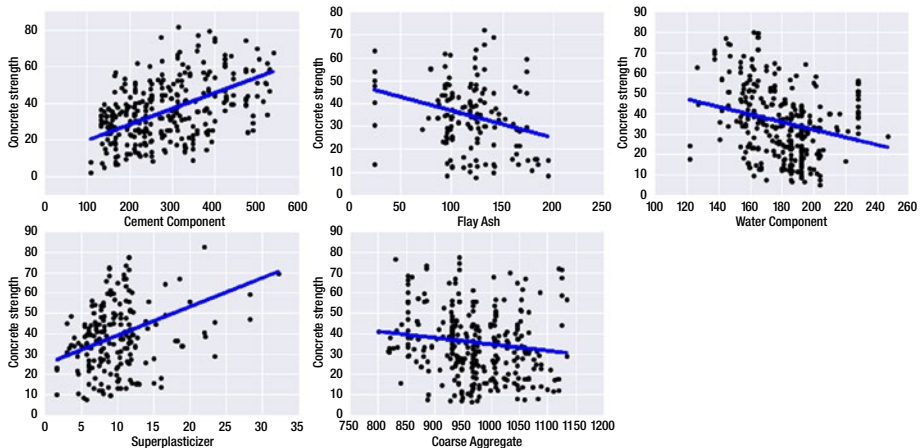 Concrete strength
80
60
40
20
0
0 100 200 300 400 500 600
Cement Component
Concrete strength
80
70
60
50
40
30
20
10
0
0 50 100 150 200 250
Flay Ash
Concrete strength
90
80
70
60
50
40
30
20
10
0
100 120 140 160 180 200 220 240 260
Water Component
Concrete strength
90
80
70
60
50
40
30
20
10
0
0 5 10 15 20 25 30 35
Superplasticizer
Concrete strength
90
80
70
60
50
40
30
20
10
0
750 800 850 900 950 1000 1050 1100 1150 1200
Coarse Aggregate